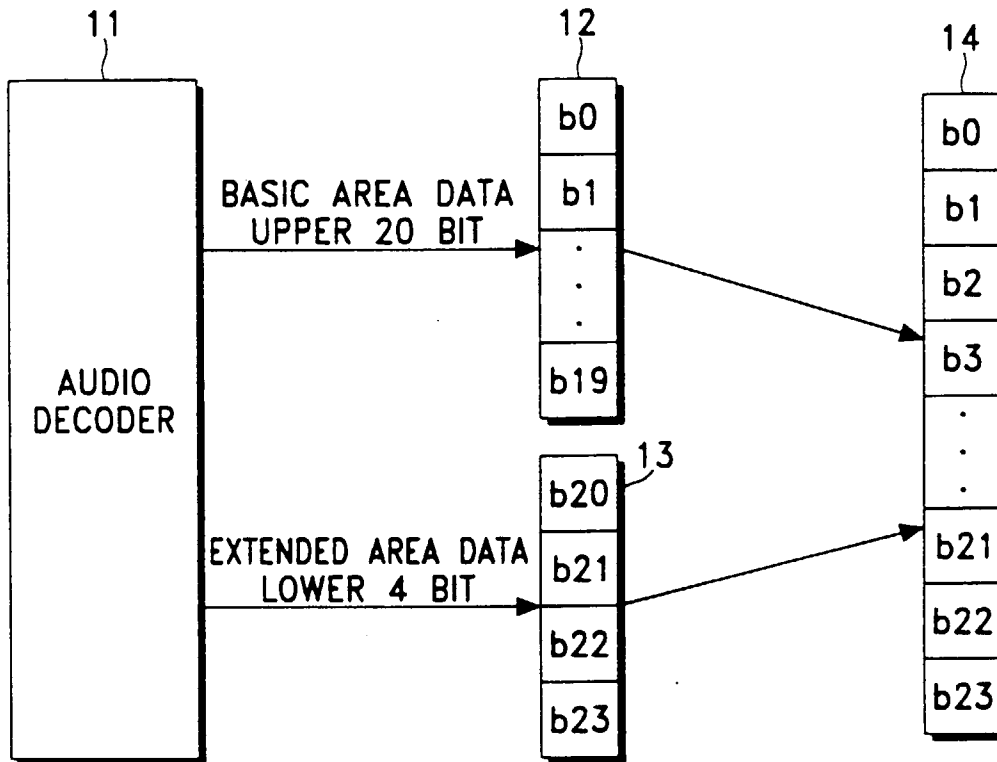 11
12
14
AUDIO
DECODER
BASIC AREA DATA
UPPER 20 BIT
EXTENDED AREA DATA
LOWER 4 BIT
b0
b1
.
.
.
b19
13
b20
b21
b22
b23
b0
b1
b2
b3
.
.
.
b21
b22
b23